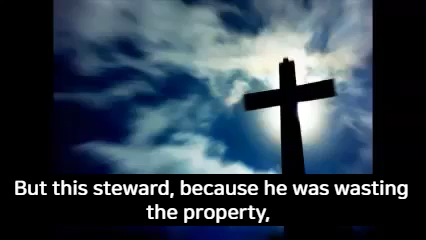 But this steward, because he was wasting
the property,